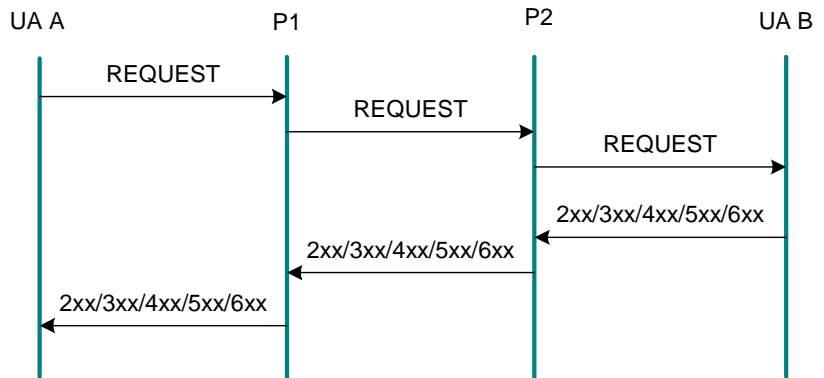 UA A
P1
P2
UA B
REQUEST
REQUEST
REQUEST
2xx/3xx/4xx/5xx/6xx
2xx/3xx/4xx/5xx/6xx
2xx/3xx/4xx/5xx/6xx